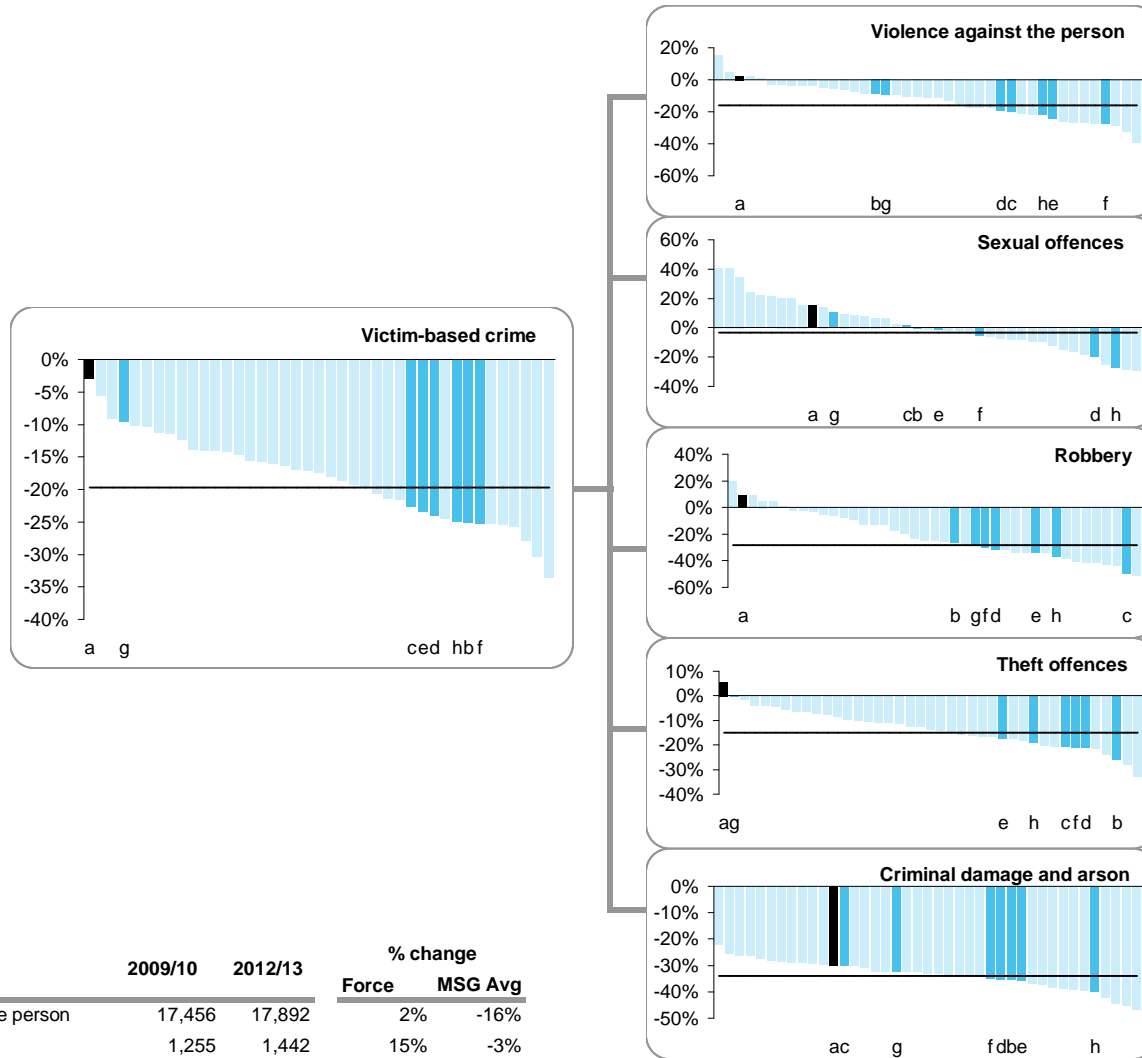 Victim-based crime
0%
-5%
-10%
-15%
-20%
-25%
-30%
-35%
-40%
a g ced hb f
Violence against the person
20%
0%
-20%
-40%
-60%
a bg dc he f
Sexual offences
60%
40%
20%
0%
-20%
-40%
a g cb e f d h
Robbery
40%
20%
0%
-20%
-40%
-60%
a b gfd e h c
Theft offences
10%
0%
-10%
-20%
-30%
-40%
ag e h cfd b
Criminal damage and arson
0%
-10%
-20%
-30%
-40%
-50%
ac g fdbe h
% change
2009/10 2012/13 Force MSG Avg
e person 17,456 17,892 2% -16%
1,255 1,442 15% -3%